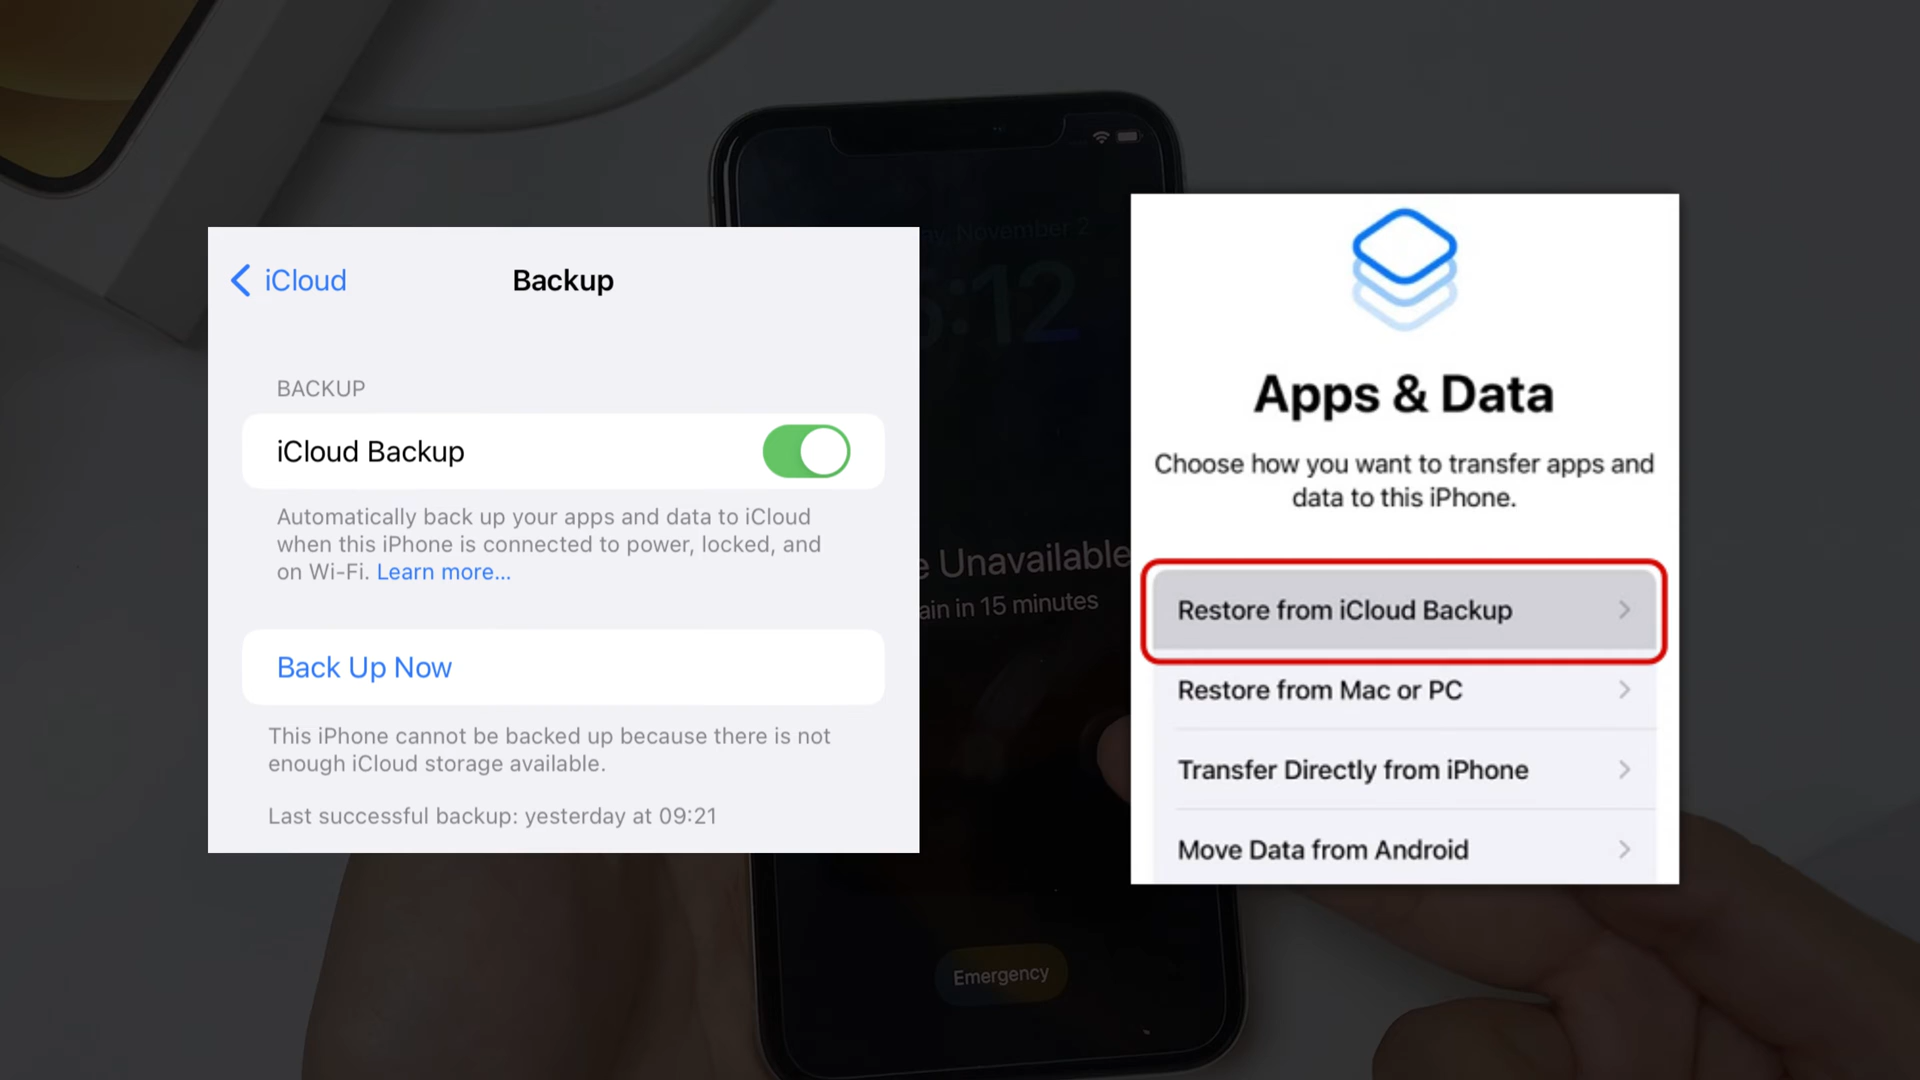 iCloud
Backup
BACKUP
iCloud Backup
Automatically back up your apps and data to iCloud
when this iPhone is connected to power, locked, and
on Wi-Fi. Learn more...
Back Up Now
This iPhone cannot be backed up because there is not
enough iCloud storage available.
Last successful backup: yesterday at 09:21
November 2
:12
Unavailable
in 15 minutes
Emergency
Apps & Data
Choose how you want to transfer apps and
data to this iPhone.
Restore from iCloud Backup
Restore from Mac or PC
Transfer Directly from iPhone
Move Data from Android